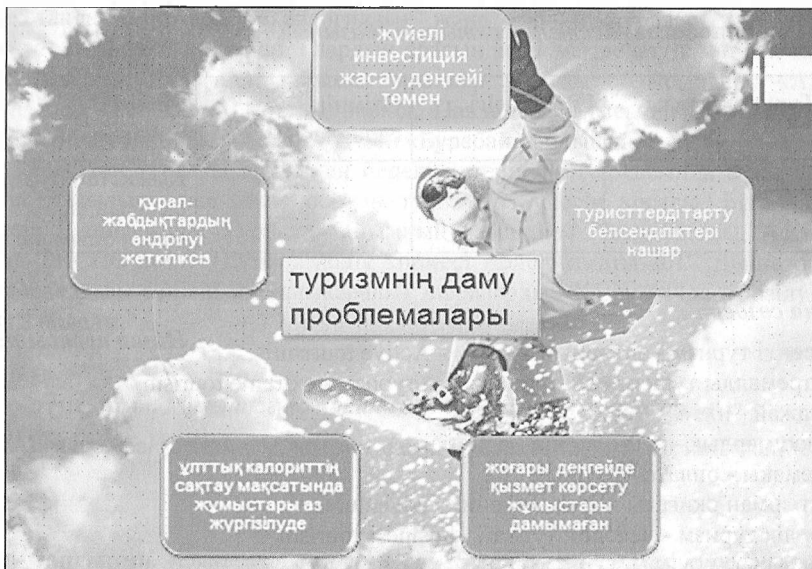 жүйелі
инвестиция
жасау деңгейі
төмен
құрал-
жабдықтардың
өндірілуі
жеткіліксіз
туристтерді тарту
белсенділіктері
нашар
туризмнің даму
проблемалары
ұлттық калориттің
сақтау мақсатында
жұмыстары аз
жүргізілуде
жоғары деңгейде
қызмет көрсету
жұмыстары
дамымаған